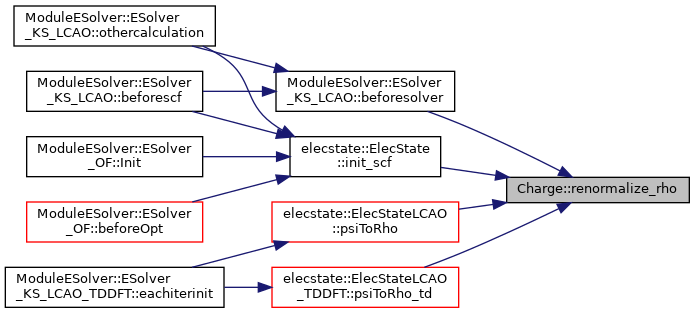 ModuleESolver::ESolver
_KS_LCAO::othercalculation
ModuleESolver::ESolver
_KS_LCAO::beforescf
ModuleESolver::ESolver
_KS_LCAO::beforesolver
ModuleESolver::ESolver
_OF::Init
elecstate::ElecState
::init_scf
Charge::renormalize_rho
ModuleESolver::ESolver
_OF::beforeOpt
elecstate::ElecStateLCAO
::psiToRho
ModuleESolver::ESolver
_KS_LCAO_TDDFT::eachiterinit
elecstate::ElecStateLCAO
_TDDFT::psiToRho_td